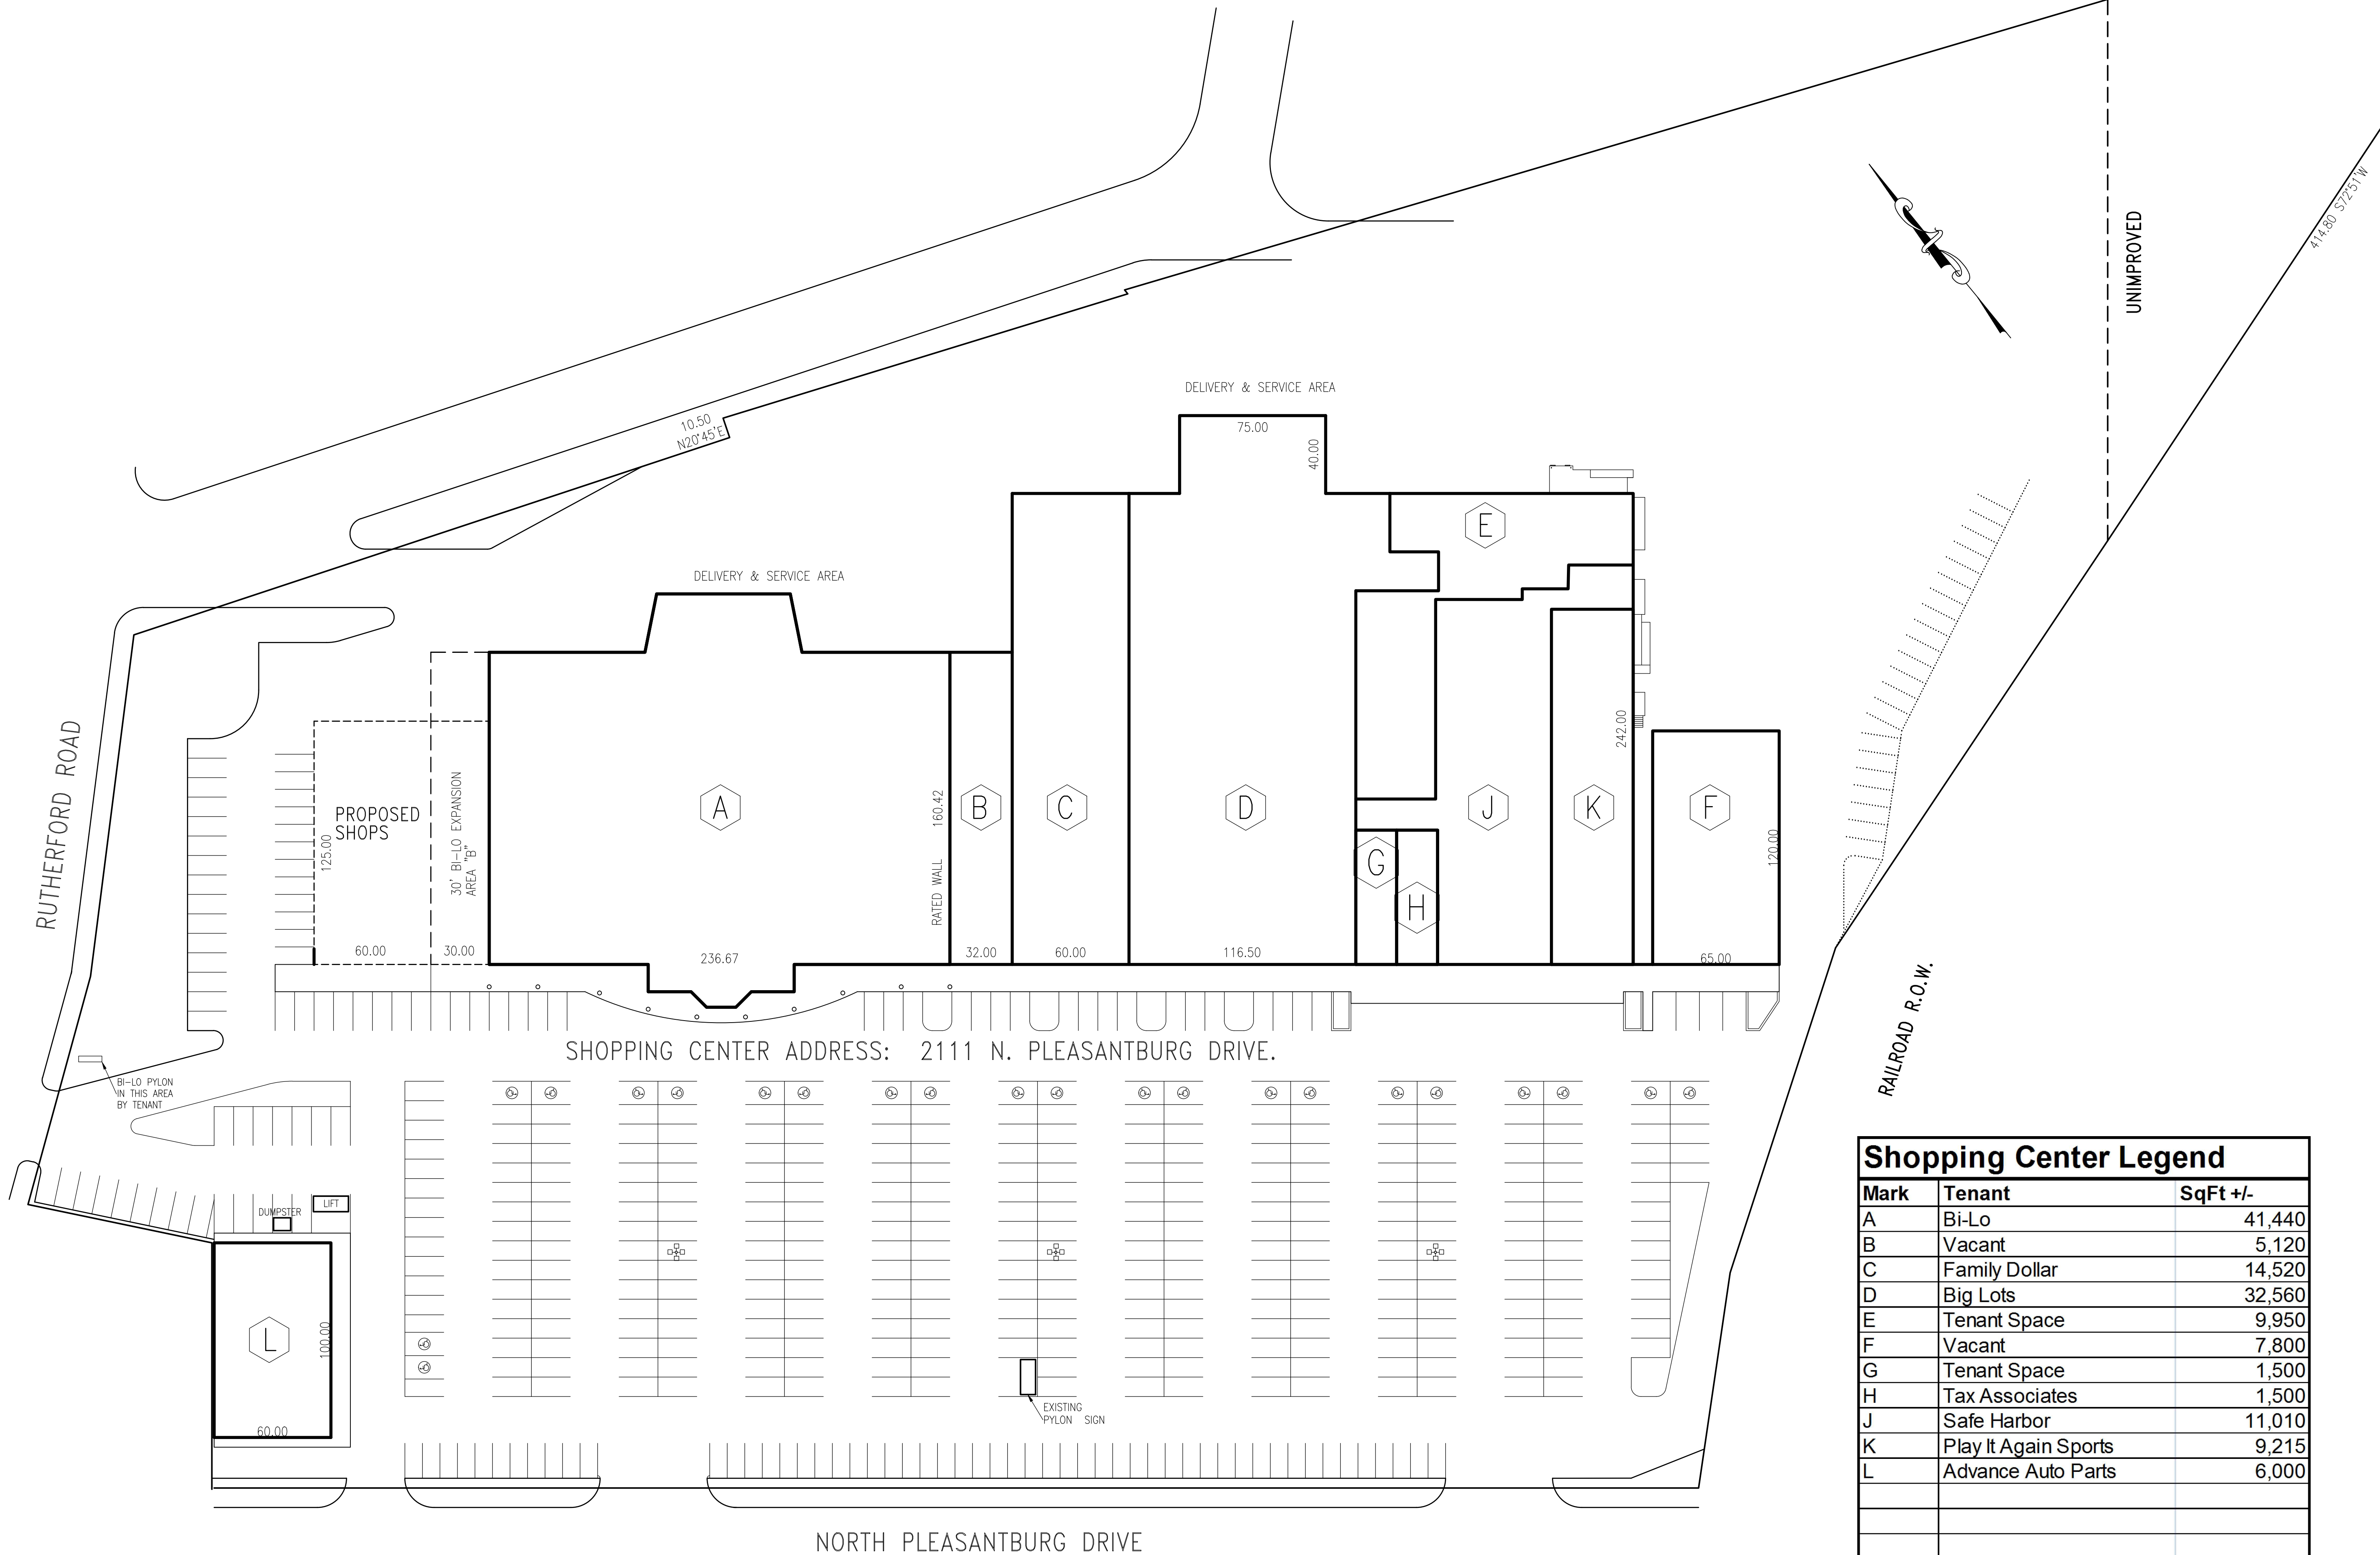 414.80 S72°51'W
UNIMPROVED
DELIVERY & SERVICE AREA
75.00
40.00
10.50
N20°45'E
E
DELIVERY & SERVICE AREA
RUTHERFORD ROAD
PROPOSED
SHOPS
125.00
30' BI-LO EXPANSION
AREA "B"
A
160.42
RATED WALL
B
C
D
G
H
J
K
242.00
F
120.00
60.00
30.00
236.67
32.00
60.00
116.50
65.00
RAILROAD R.O.W.
SHOPPING CENTER ADDRESS: 2111 N. PLEASANTBURG DRIVE.
BI-LO PYLON
IN THIS AREA
BY TENANT
LIFT
DUMPSTER
L
100.00
60.00
EXISTING
PYLON SIGN
NORTH PLEASANTBURG DRIVE
Shopping Center Legend
Mark Tenant SqFt +/-
A Bi-Lo 41,440
B Vacant 5,120
C Family Dollar 14,520
D Big Lots 32,560
E Tenant Space 9,950
F Vacant 7,800
G Tenant Space 1,500
H Tax Associates 1,500
J Safe Harbor 11,010
K Play It Again Sports 9,215
L Advance Auto Parts 6,000